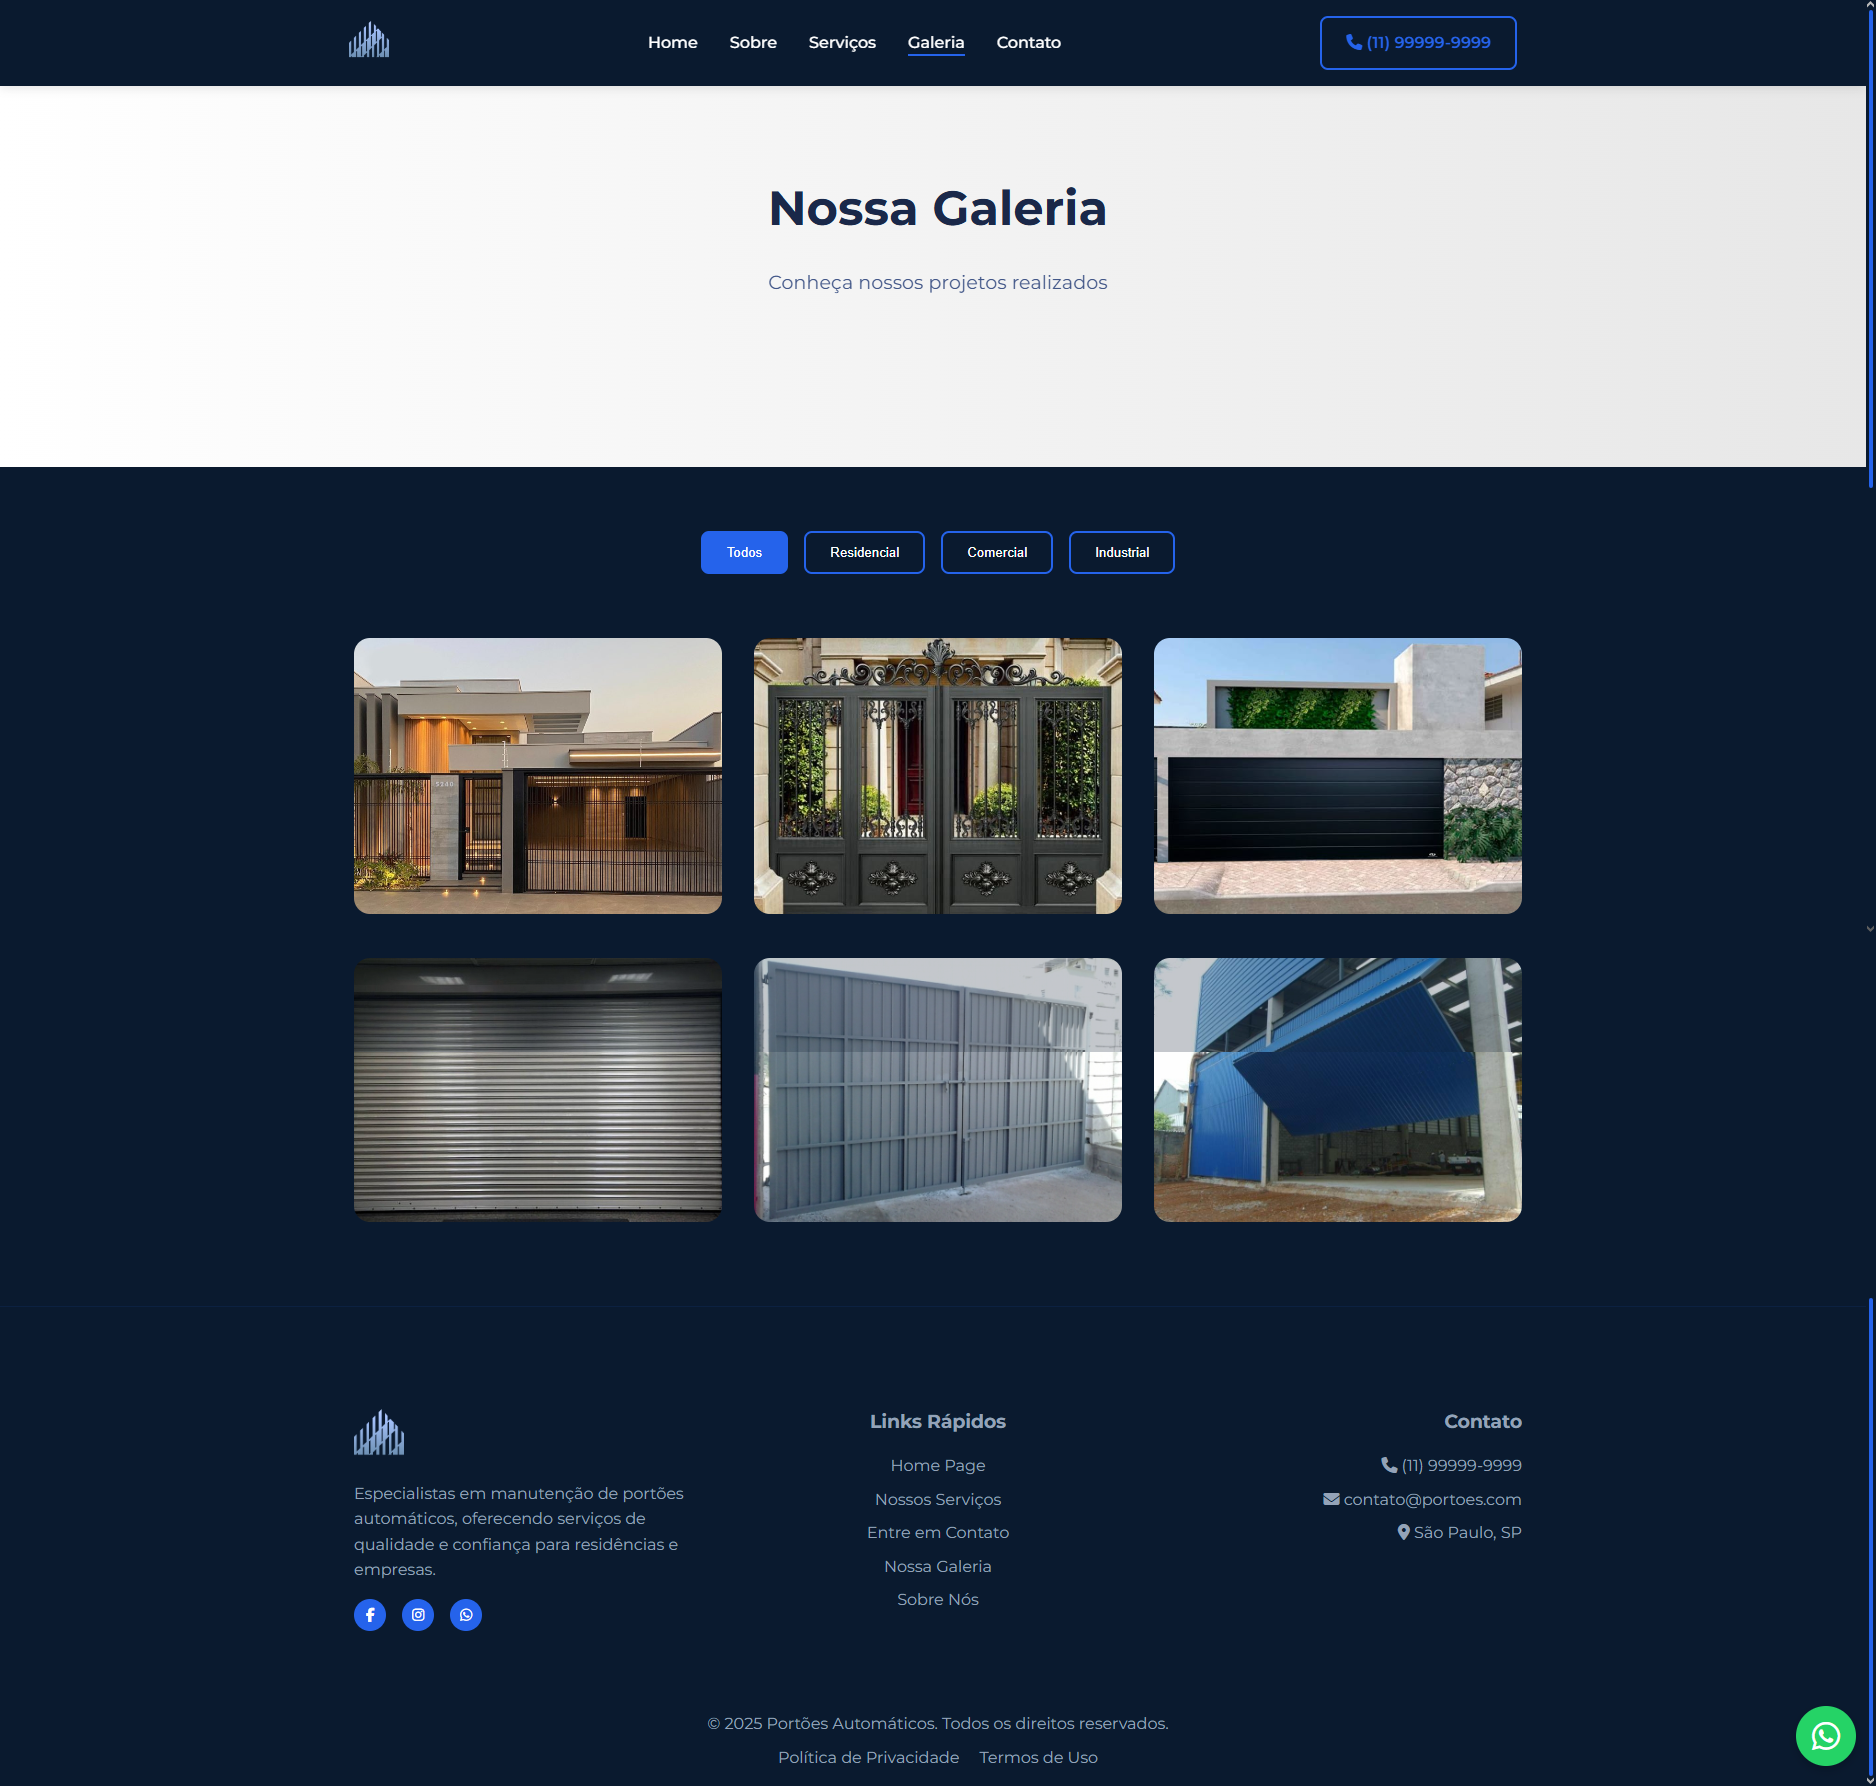 Home
Sobre
Serviços
Galeria
Contato
(11) 99999-9999
Nossa Galeria
Conheça nossos projetos realizados
Todos
Residencial
Comercial
Industrial
Especialistas em manutenção de portões
automáticos, oferecendo serviços de
qualidade e confiança para residências e
empresas.
Links Rápidos
Home Page
Nossos Serviços
Entre em Contato
Nossa Galeria
Sobre Nós
Contato
(11) 99999-9999
contato@portoes.com
São Paulo, SP
© 2025 Portões Automáticos. Todos os direitos reservados.
Política de Privacidade Termos de Uso